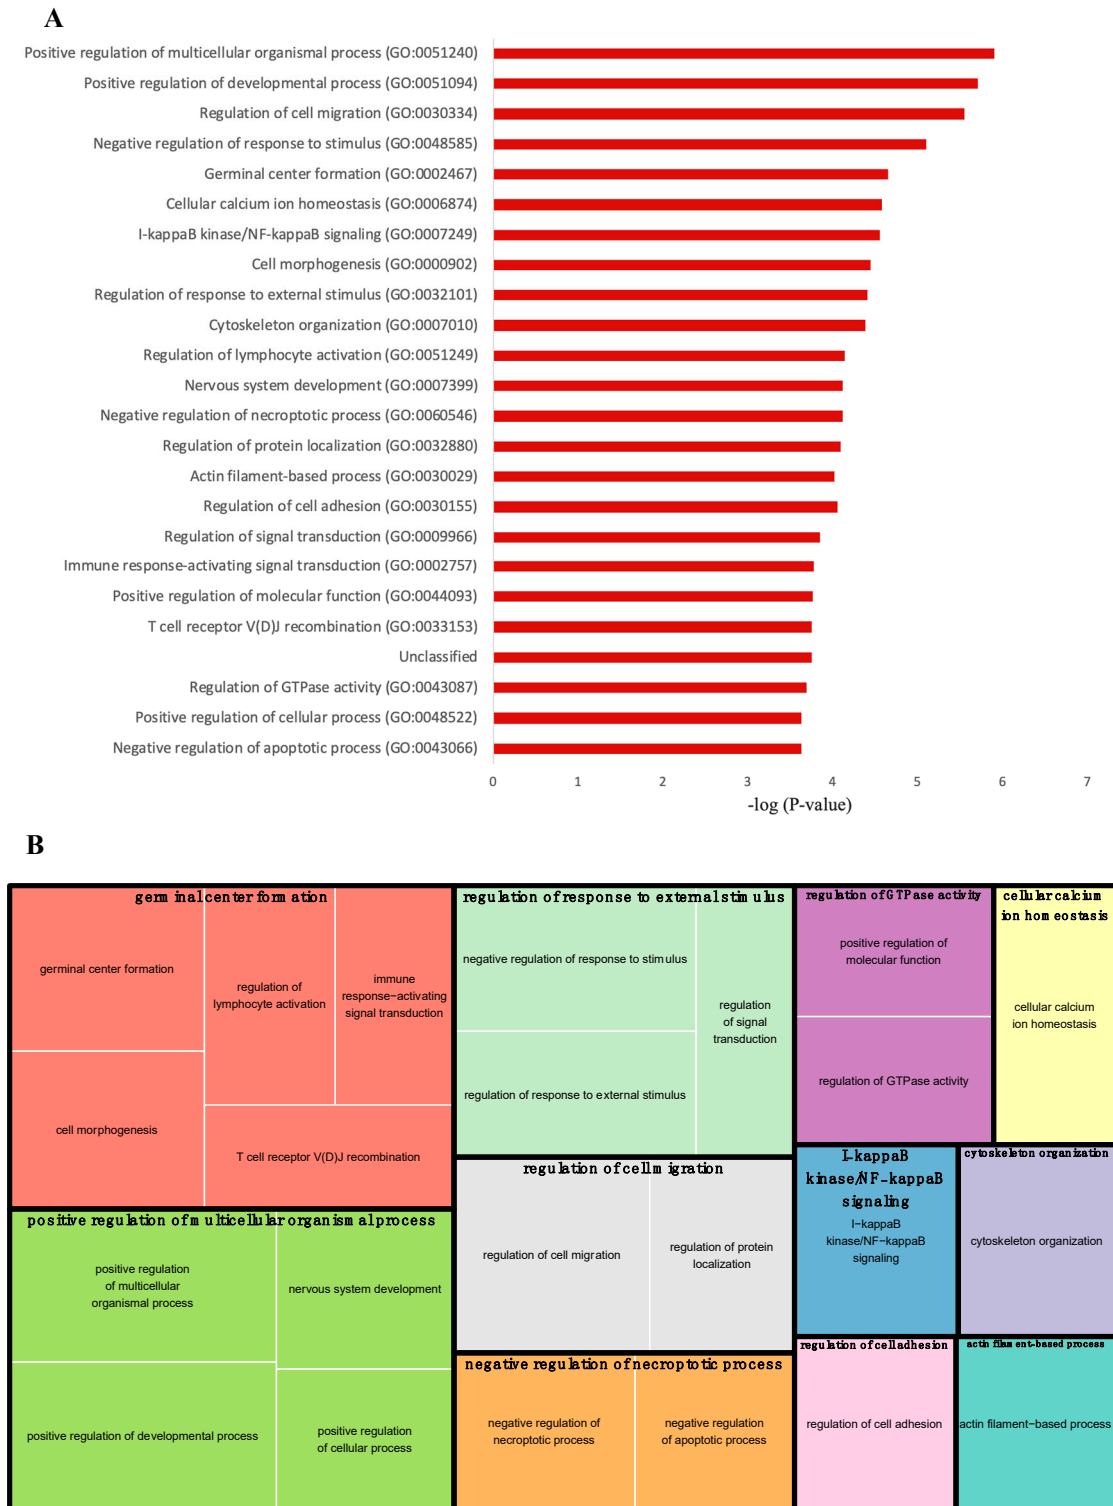 A
Positive regulation of multicellular organismal process (GO:0051240)
Positive regulation of developmental process (GO:0051094)
Regulation of cell migration (GO:0030334)
Negative regulation of response to stimulus (GO:0048585)
Germinal center formation (GO:0002467)
Cellular calcium ion homeostasis (GO:0006874)
I-kappaB kinase/NF-kappaB signaling (GO:0007249)
Cell morphogenesis (GO:0000902)
Regulation of response to external stimulus (GO:0032101)
Cytoskeleton organization (GO:0007010)
Regulation of lymphocyte activation (GO:0051249)
Nervous system development (GO:0007399)
Negative regulation of necroptotic process (GO:0060546)
Regulation of protein localization (GO:0032880)
Actin filament-based process (GO:0030029)
Regulation of cell adhesion (GO:0030155)
Regulation of signal transduction (GO:0009966)
Immune response-activating signal transduction (GO:0002757)
Positive regulation of molecular function (GO:0044093)
T cell receptor V(D)J recombination (GO:0033153)
Unclassified
Regulation of GTPase activity (GO:0043087)
Positive regulation of cellular process (GO:0048522)
Negative regulation of apoptotic process (GO:0043066)
0 1 2 3 4 5 6 7
-log (P-value)
B
germinal center formation
germinal center formation
regulation of
lymphocyte activation
immune
response−activating
signal transduction
cell morphogenesis
T cell receptor V(D)J recombination
positive regulation of multicellular organismal process
positive regulation
of multicellular
organismal process
nervous system development
positive regulation of developmental process
positive regulation
of cellular process
regulation of response to external stimulus
negative regulation of response to stimulus
regulation of response to external stimulus
regulation
of signal
transduction
regulation of cell migration
regulation of cell migration
regulation of protein
localization
negative regulation of necroptotic process
negative regulation of
necroptotic process
negative regulation
of apoptotic process
regulation of GTPase activity
positive regulation of
molecular function
regulation of GTPase activity
cellular calcium
ion homeostasis
cellular calcium
ion homeostasis
I−kappaB
kinase/NF−kappaB
signaling
I−kappaB
kinase/NF−kappaB
signaling
cytoskeleton organization
cytoskeleton organization
regulation of cell adhesion
regulation of cell adhesion
actin filament−based process
actin filament−based process